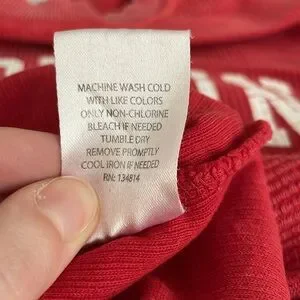 MACHINE WASH COLD
WITH LIKE COLORS
ONLY NON-CHLORINE
BLEACH IF NEEDED
TUMBLE DRY
REMOVE PROMPTLY
COOL IRON IF NEEDED
RN: 134814